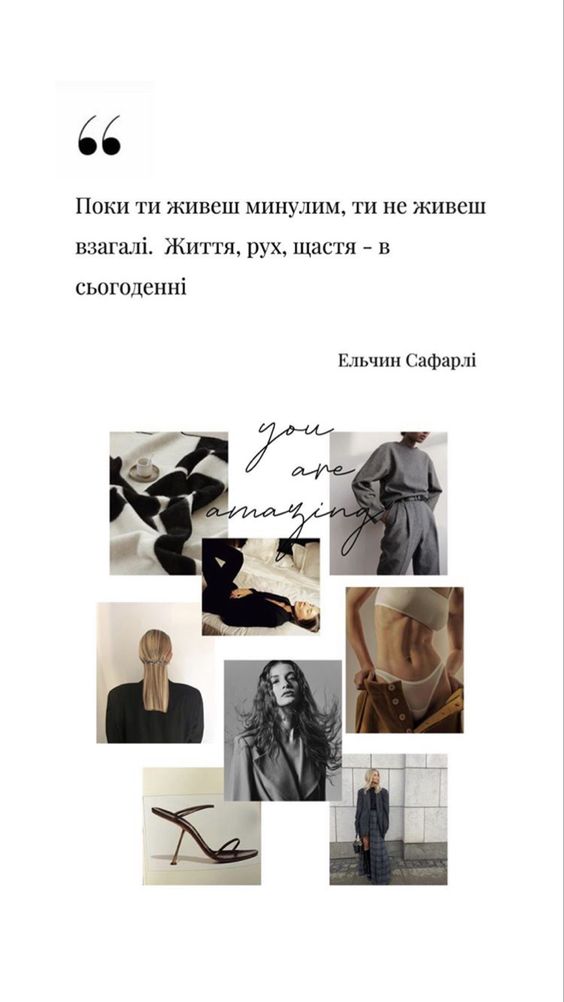 “
Поки ти живеш минулим, ти не живеш
взагалі. Життя, рух, щастя - в
сьогоденні
Ельчин Сафарлі
you
are
amazing